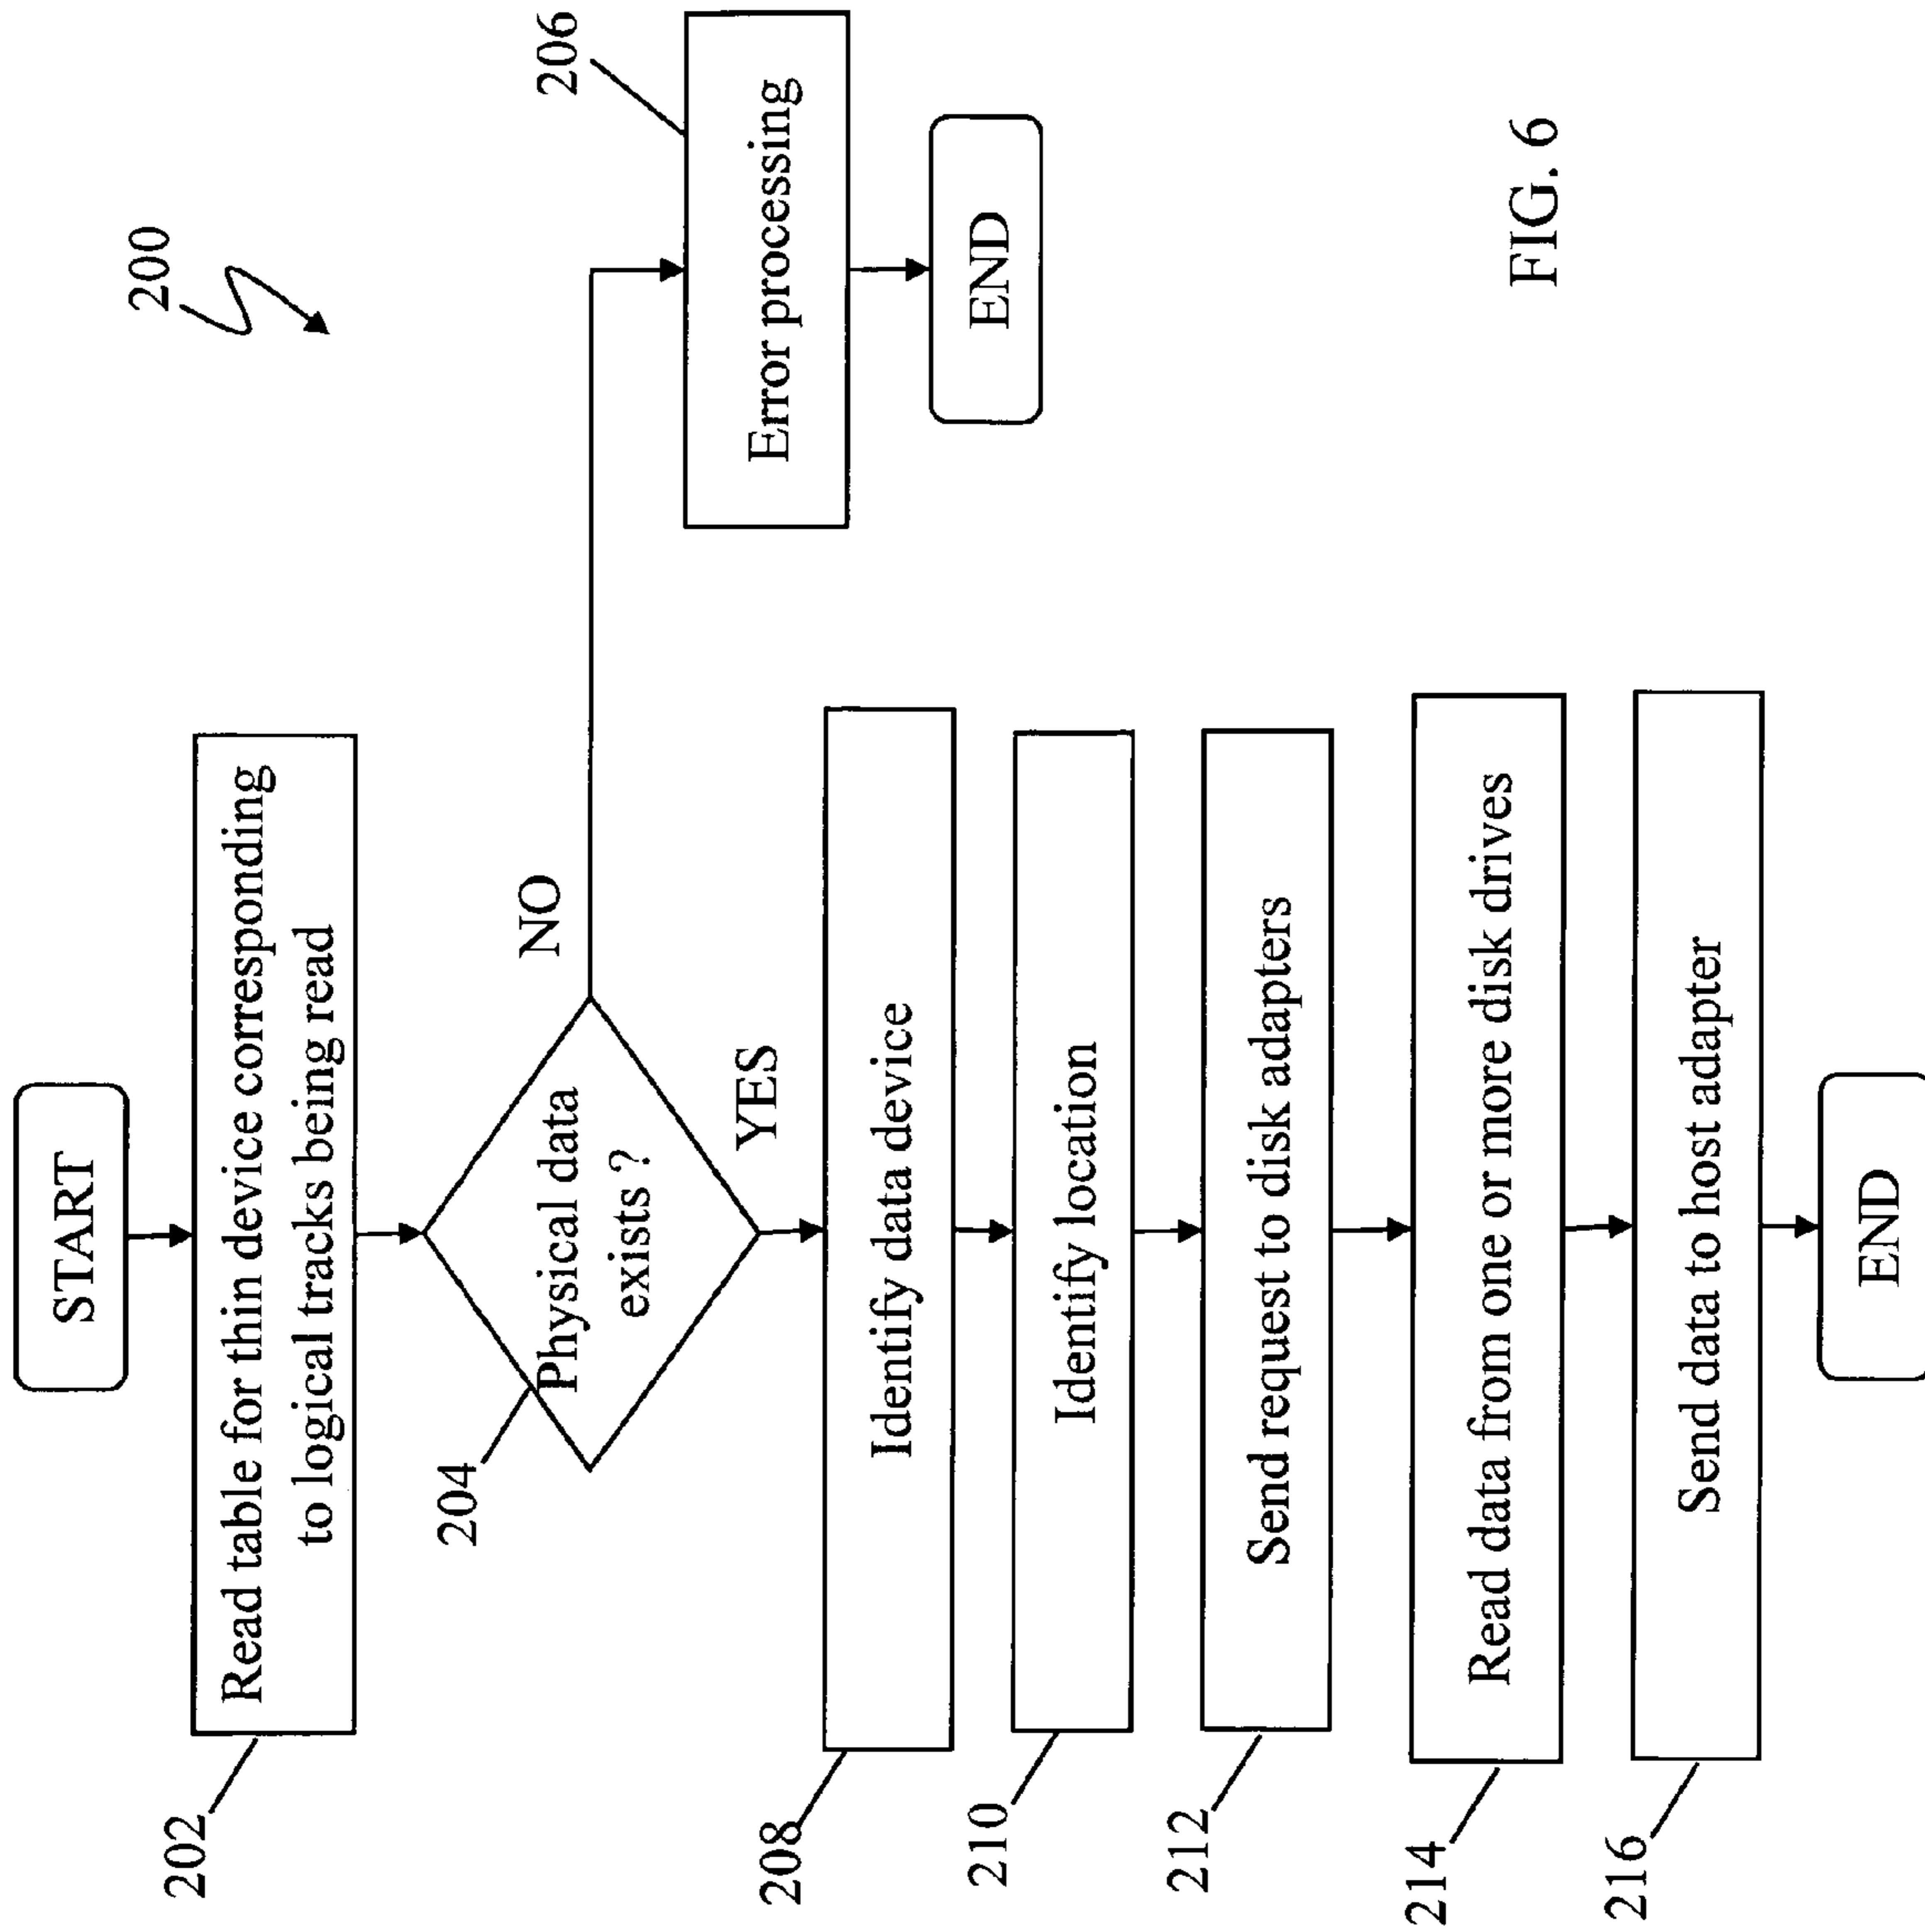 200
START
202
Read table for thin device corresponding
to logical tracks being read
204
Physical data
exists ?
NO
YES
206
Error processing
END
208
Identify data device
210
Identify location
212
Send request to disk adapters
214
Read data from one or more disk drives
216
Send data to host adapter
END
FIG. 6